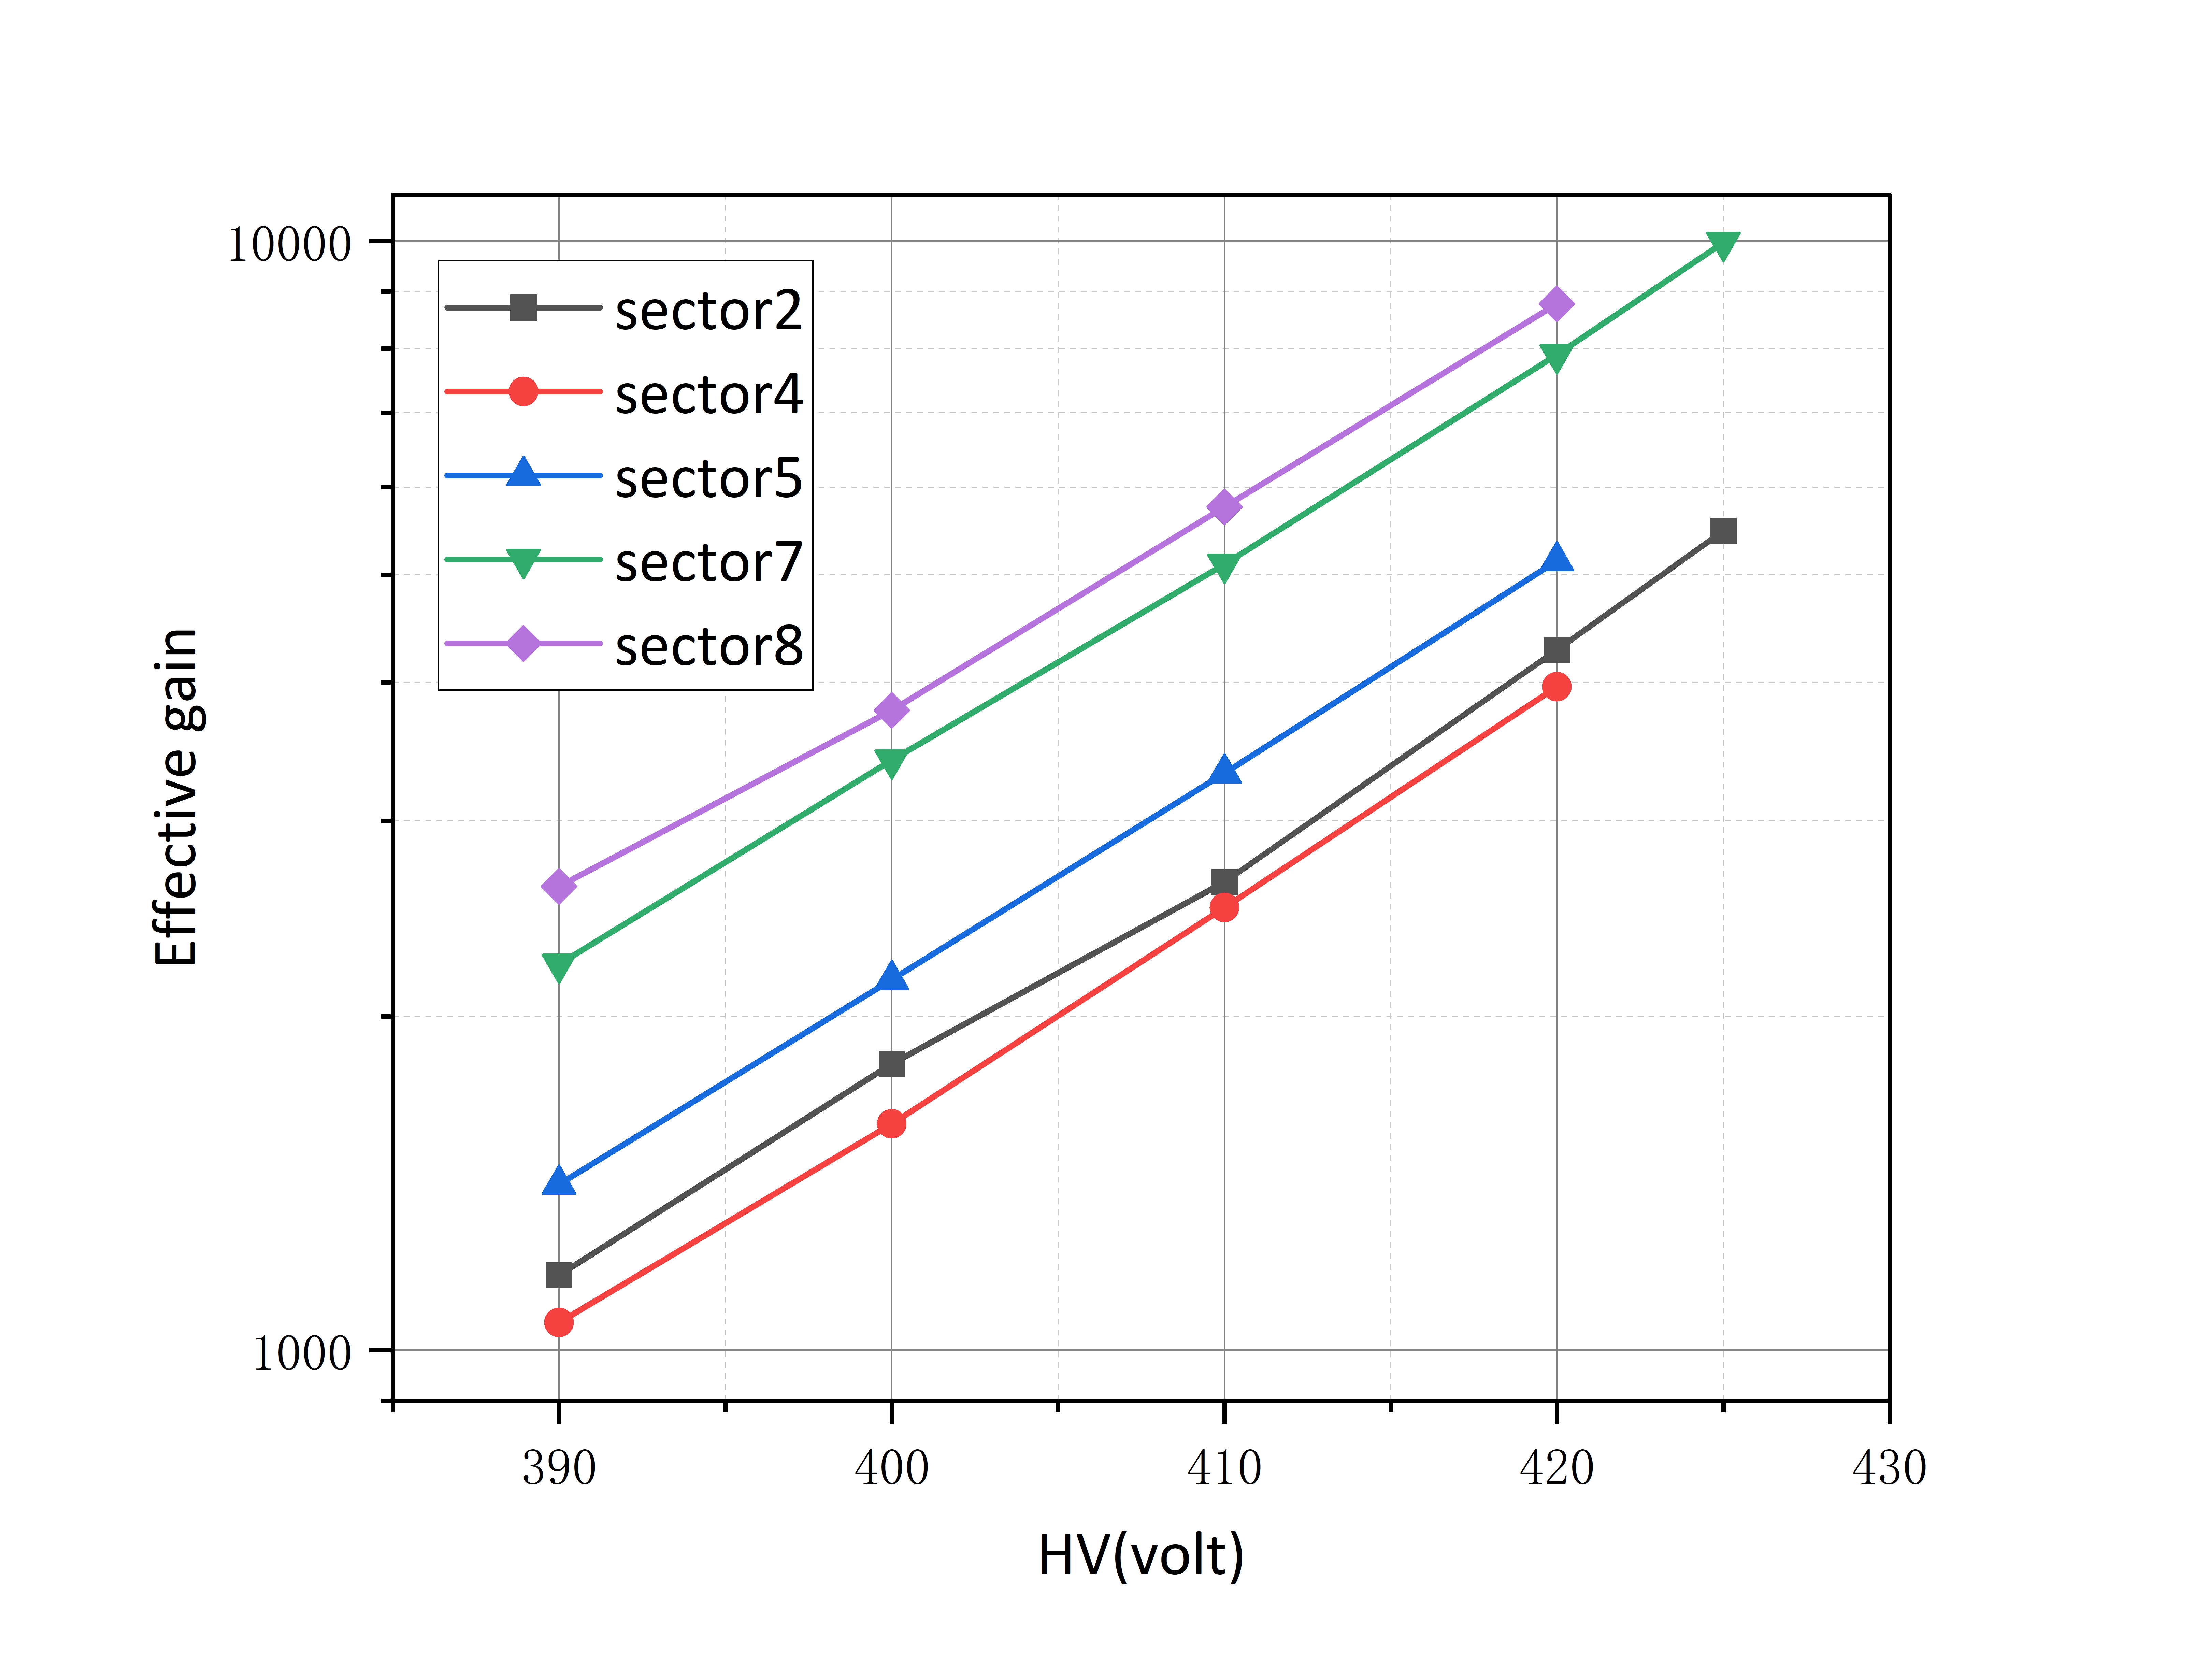 10000
1000
Effective gain
sector2
sector4
sector5
sector7
sector8
390 400 410 420 430
HV(volt)